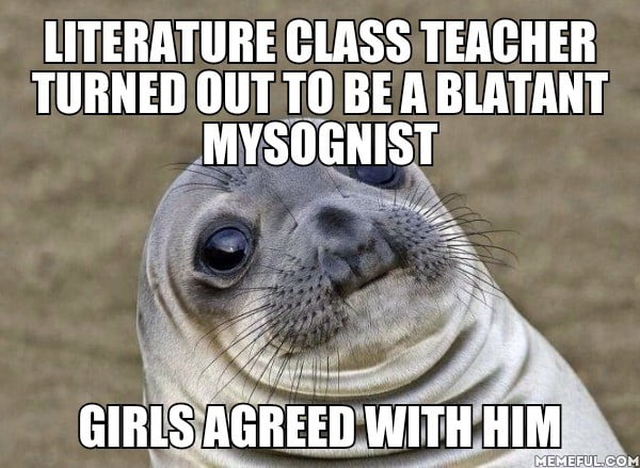 LITERATURE CLASS TEACHER
TURNED OUT TO BE A BLATANT
MYSOGNIST
GIRLS AGREED WITH HIM
MEMEFUL.COM